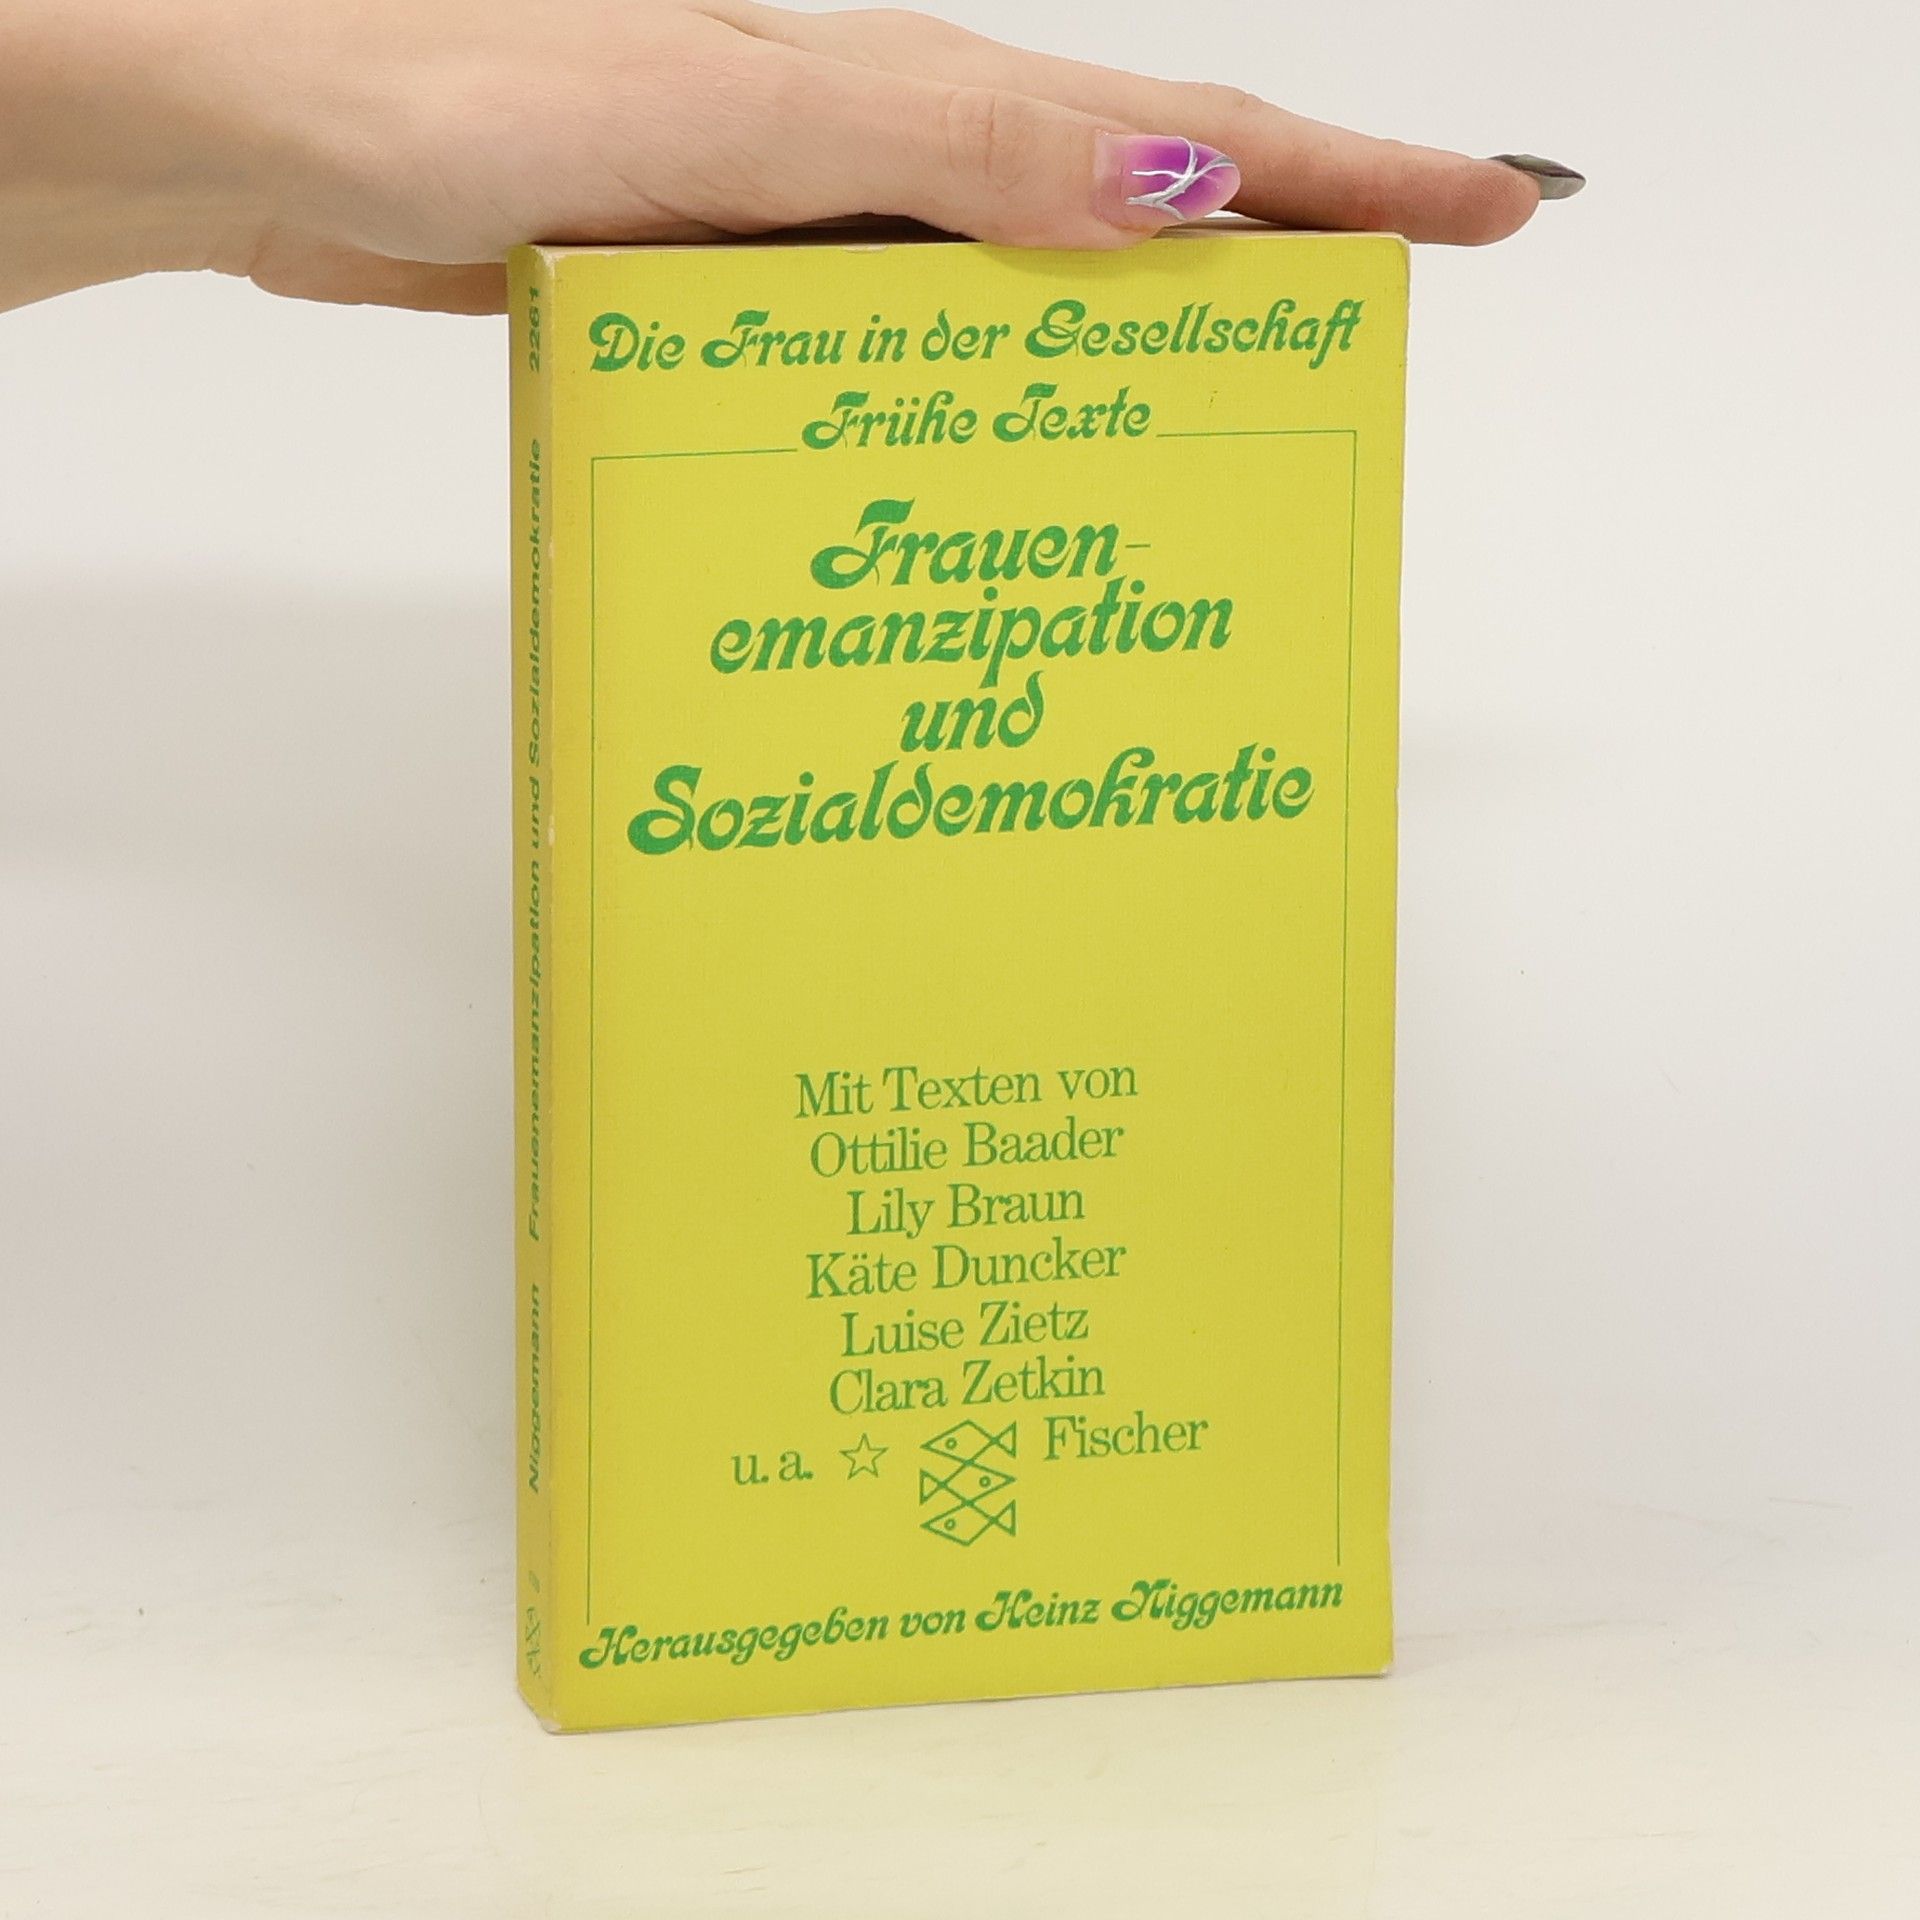 Die Frau in der Gesellschaft
Frühe Texte
Frauen-
emanzipation
und
Sozialdemokratie
Mit Texten von
Ottilie Baader
Lily Braun
Käte Duncker
Luise Zietz
Clara Zetkin
u. a. Fischer
Herausgegeben von Heinz Niggemann
Niggemann Frauenemanzipation und Sozialdemokratie 2261